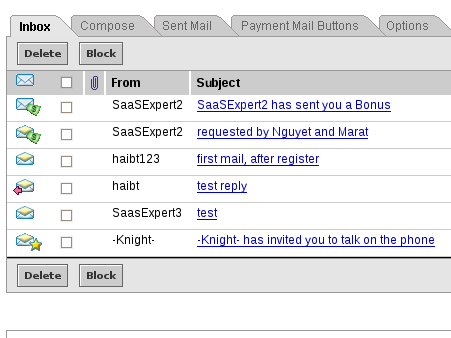 Inbox Compose Sent Mail Payment Mail Buttons Options
Delete Block
From Subject
SaaSExpert2 SaaSExpert2 has sent you a Bonus
SaaSExpert2 requested by Nguyet and Marat
haibt123 first mail, after register
haibt test reply
SaasExpert3 test
-Knight- -Knight- has invited you to talk on the phone
Delete Block